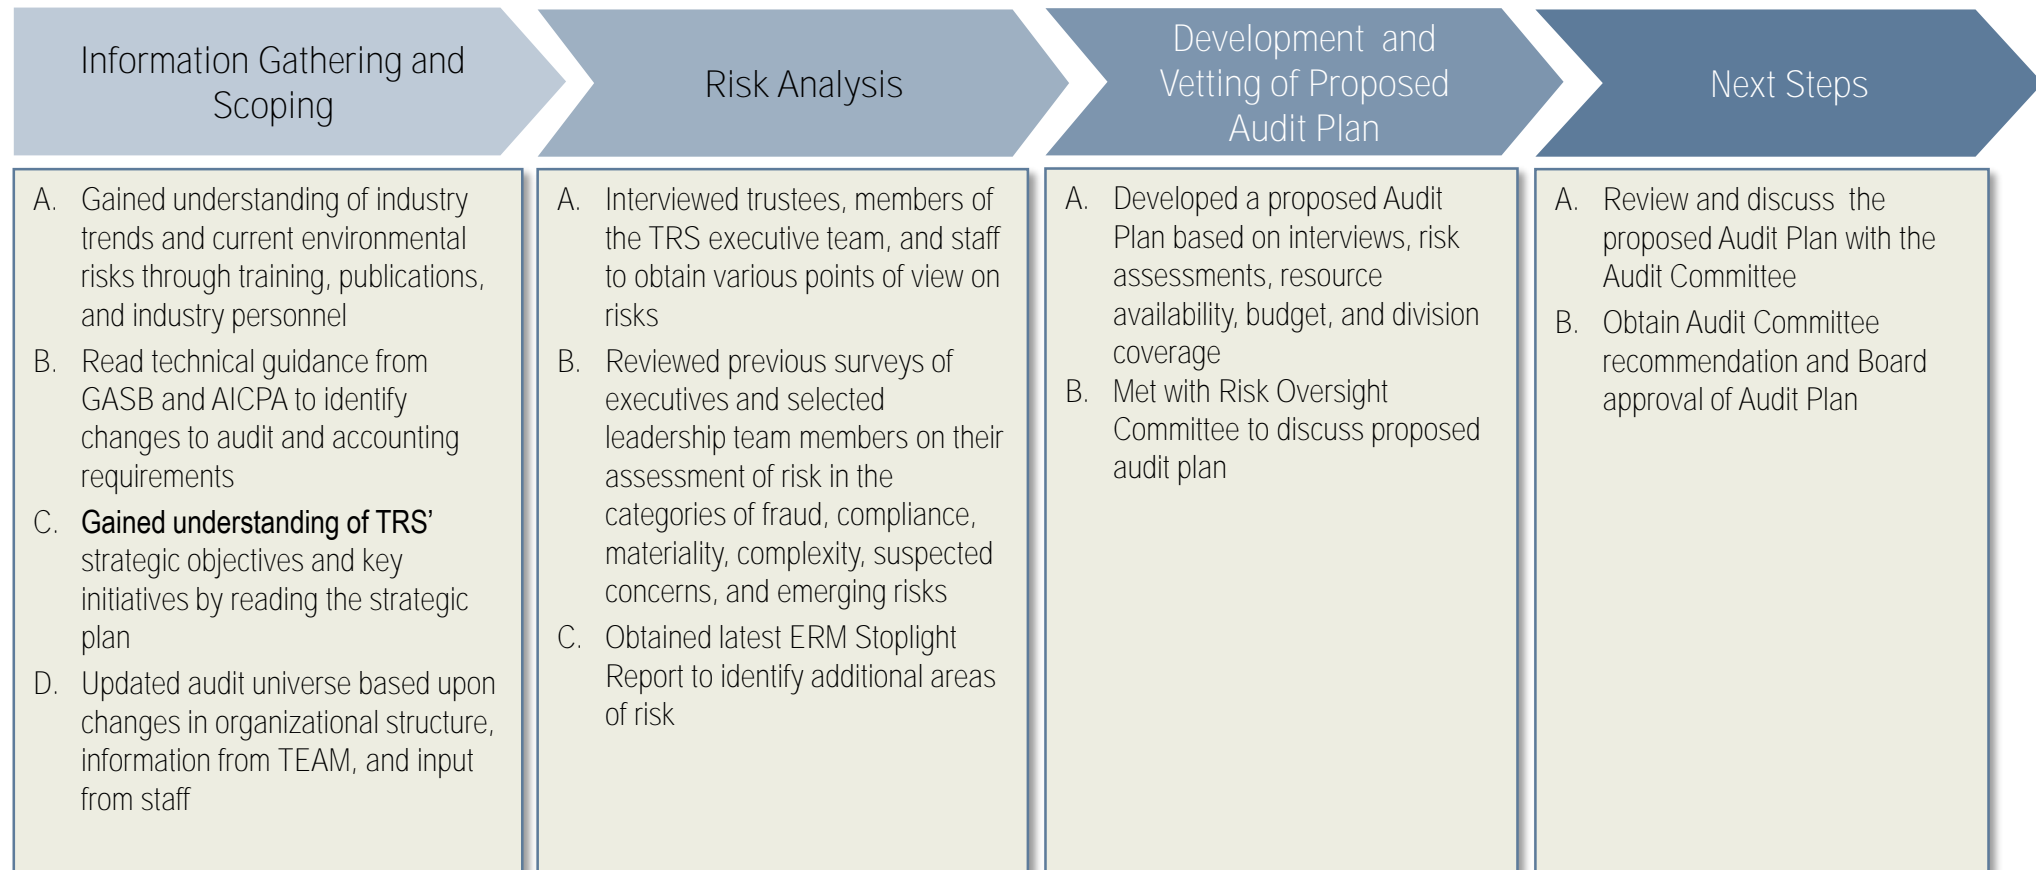 Information Gathering and
Scoping
Risk Analysis
Development and
Vetting of Proposed
Audit Plan
Next Steps
A. Gained understanding of industry
trends and current environmental
risks through training, publications,
and industry personnel
B. Read technical guidance from
GASB and AICPA to identify
changes to audit and accounting
requirements
C. Gained understanding of TRS’
strategic objectives and key
initiatives by reading the strategic
plan
D. Updated audit universe based upon
changes in organizational structure,
information from TEAM, and input
from staff
A. Interviewed trustees, members of
the TRS executive team, and staff
to obtain various points of view on
risks
B. Reviewed previous surveys of
executives and selected
leadership team members on their
assessment of risk in the
categories of fraud, compliance,
materiality, complexity, suspected
concerns, and emerging risks
C. Obtained latest ERM Stoplight
Report to identify additional areas
of risk
A. Developed a proposed Audit
Plan based on interviews, risk
assessments, resource
availability, budget, and division
coverage
B. Met with Risk Oversight
Committee to discuss proposed
audit plan
A. Review and discuss the
proposed Audit Plan with the
Audit Committee
B. Obtain Audit Committee
recommendation and Board
approval of Audit Plan